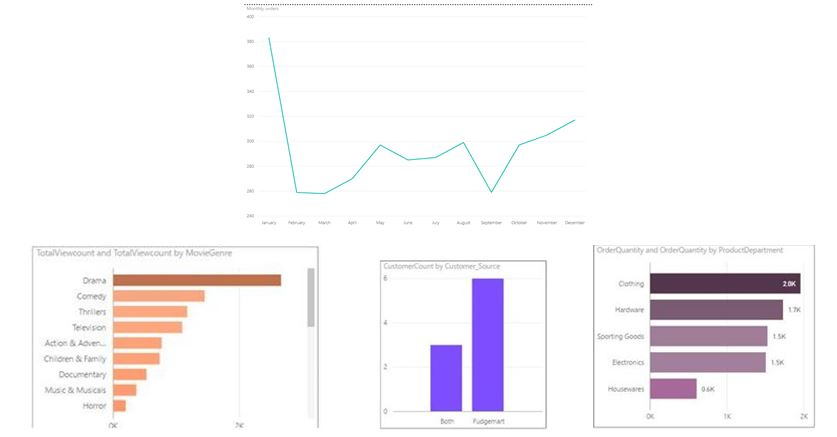 Monthly orders
400
380
360
340
320
300
280
260
240
January February March April May June July August September October November December
TotalViewcount and TotalViewcount by MovieGenre
Drama
Comedy
Thrillers
Television
Action & Adven...
Children & Family
Documentary
Music & Musicals
Horror
0K 2K
CustomerCount by Customer_Source
6
4
2
0
Both Fudgemart
OrderQuantity and OrderQuantity by ProductDepartment
Clothing 2.0K
Hardware 1.7K
Sporting Goods 1.5K
Electronics 1.5K
Housewares 0.6K
0K 1K 2K